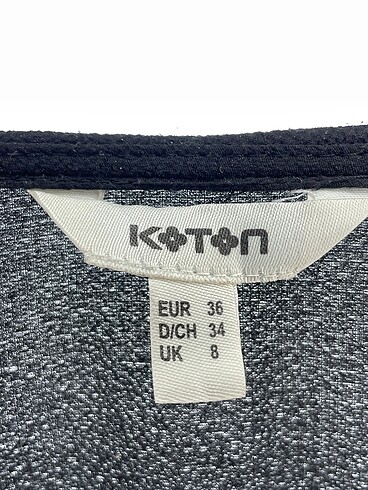 KOTON
EUR 36
D/CH 34
UK 8